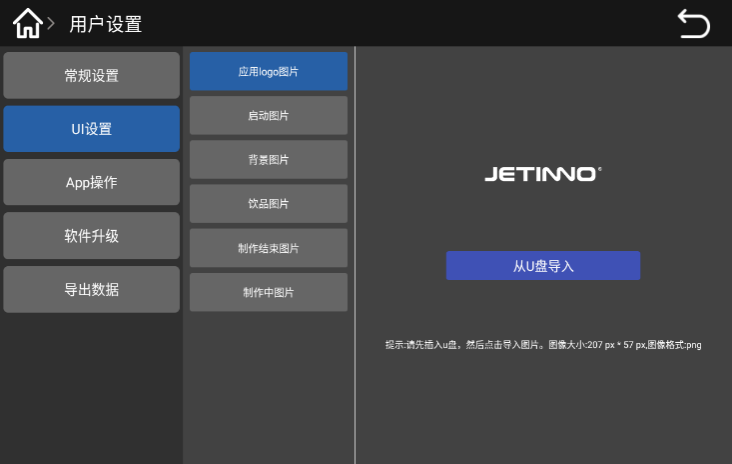 用户设置
常规设置
UI设置
App操作
软件升级
导出数据
应用logo图片
启动图片
背景图片
饮品图片
制作结束图片
制作中图片
JETINNO
从U盘导入
提示:请先插入u盘，然后点击导入图片。图像大小:207 px * 57 px,图像格式:png